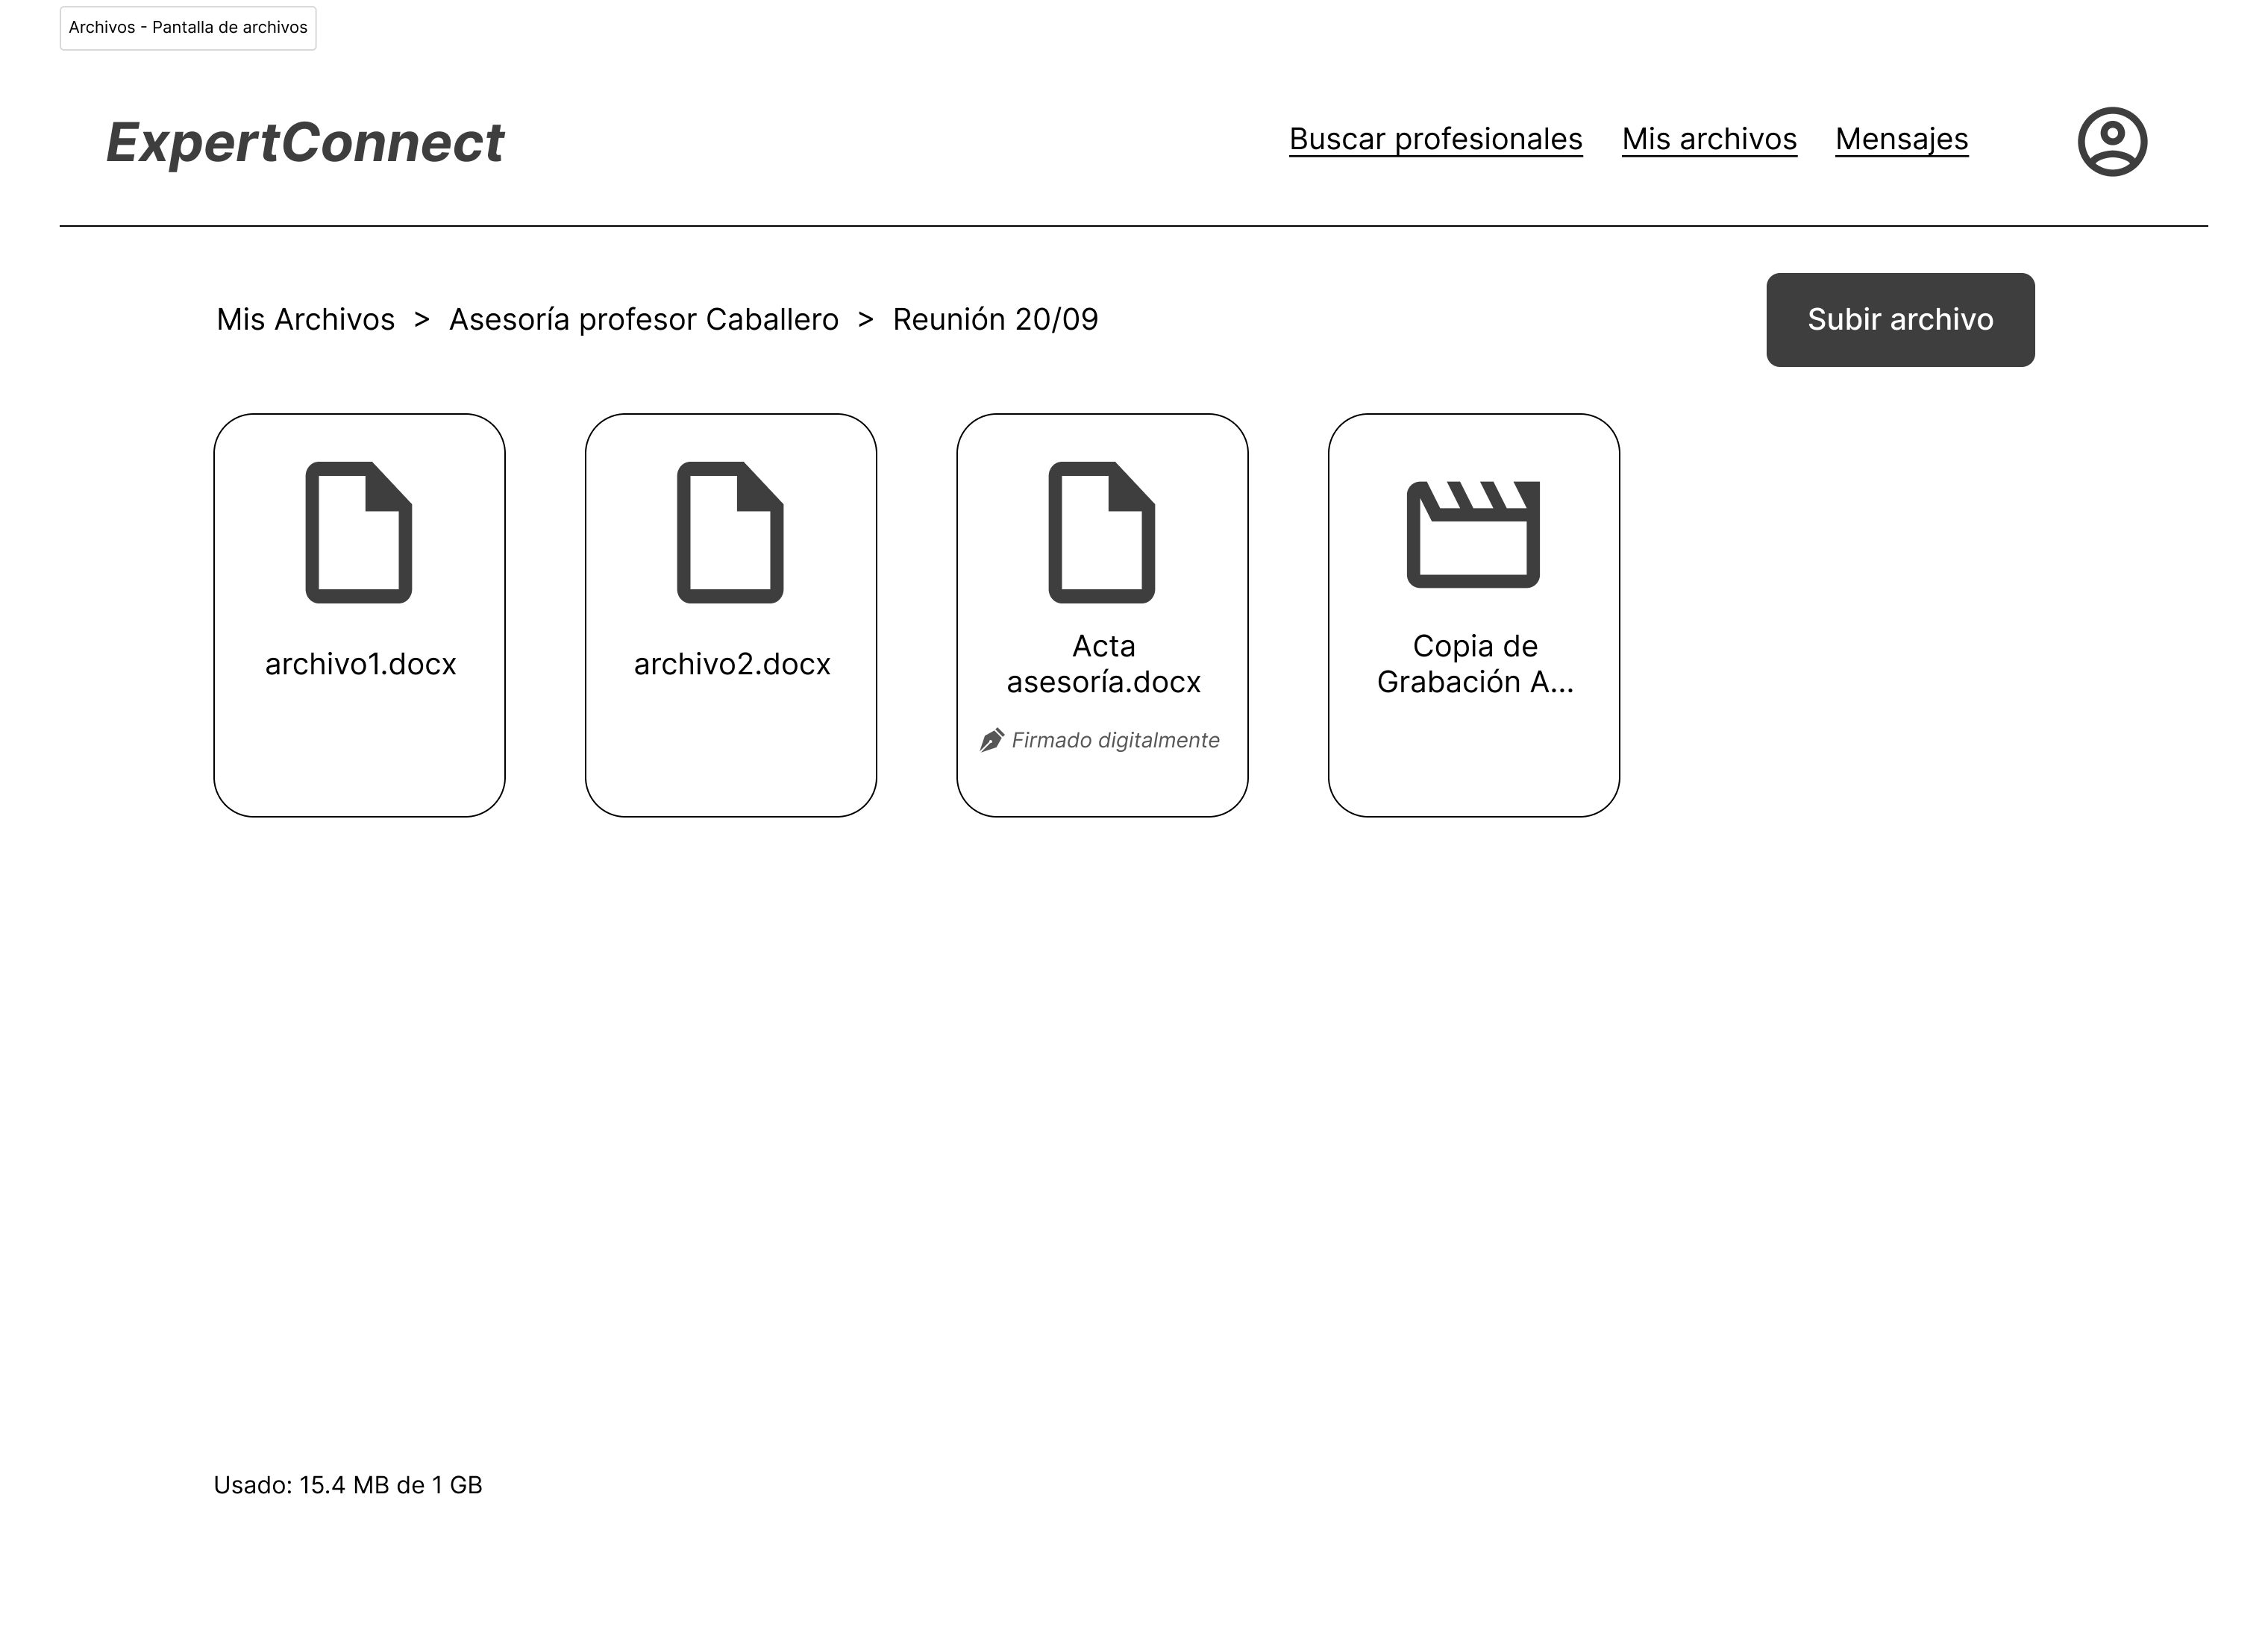 Archivos - Pantalla de archivos
ExpertConnect
Buscar profesionales Mis archivos Mensajes
Mis Archivos > Asesoría profesor Caballero > Reunión 20/09
Subir archivo
archivo1.docx
archivo2.docx
Acta
asesoría.docx
Firmado digitalmente
Copia de
Grabación A...
Usado: 15.4 MB de 1 GB